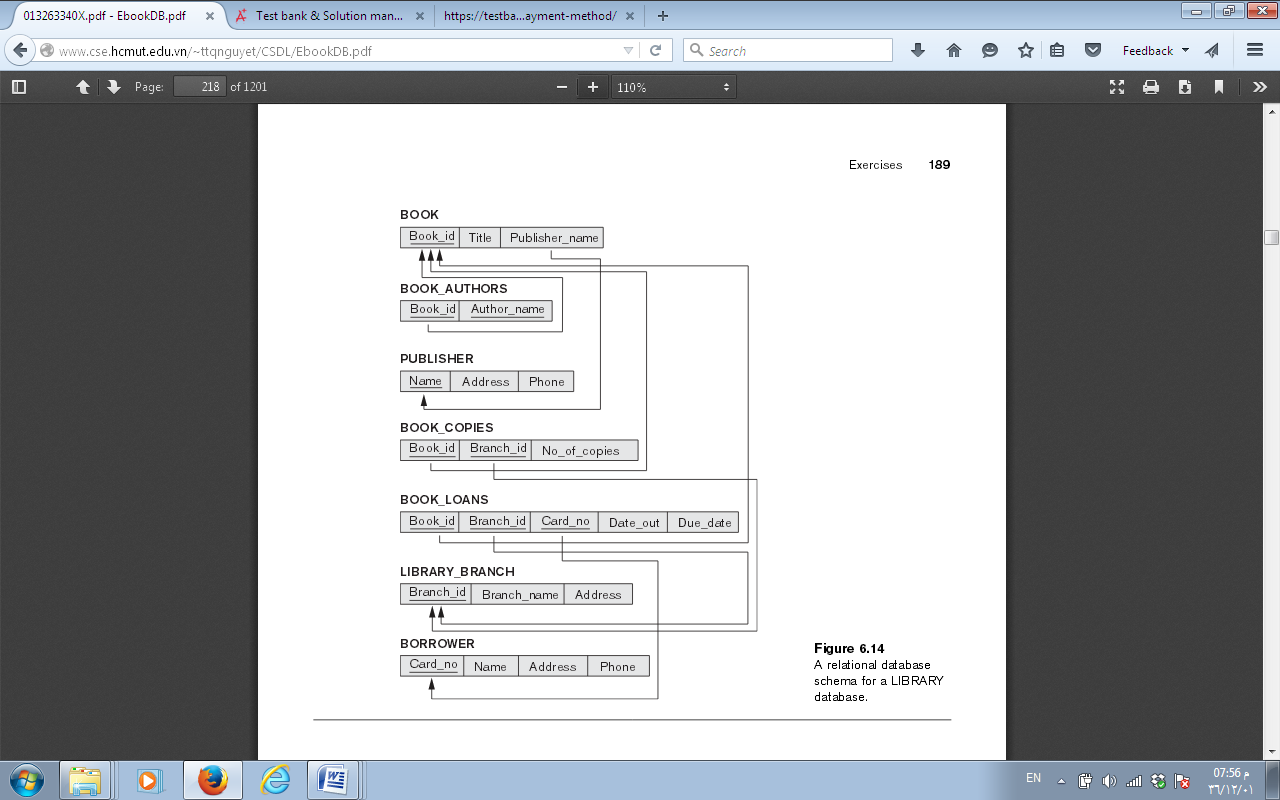 013263340X.pdf - EbookDB.pdf
Test bank & Solution man...
https://testba...ayment-method/
www.cse.hcmut.edu.vn/~ttqnguyet/CSDL/EbookDB.pdf
Search
Feedback
Page: 218 of 1201
110%
Exercises 189
BOOK
Book_id Title Publisher_name
BOOK_AUTHORS
Book_id Author_name
PUBLISHER
Name Address Phone
BOOK_COPIES
Book_id Branch_id No_of_copies
BOOK_LOANS
Book_id Branch_id Card_no Date_out Due_date
LIBRARY_BRANCH
Branch_id Branch_name Address
BORROWER
Card_no Name Address Phone
Figure 6.14
A relational database
schema for a LIBRARY
database.
EN
07:56 م
٣٦/١٢/٠١